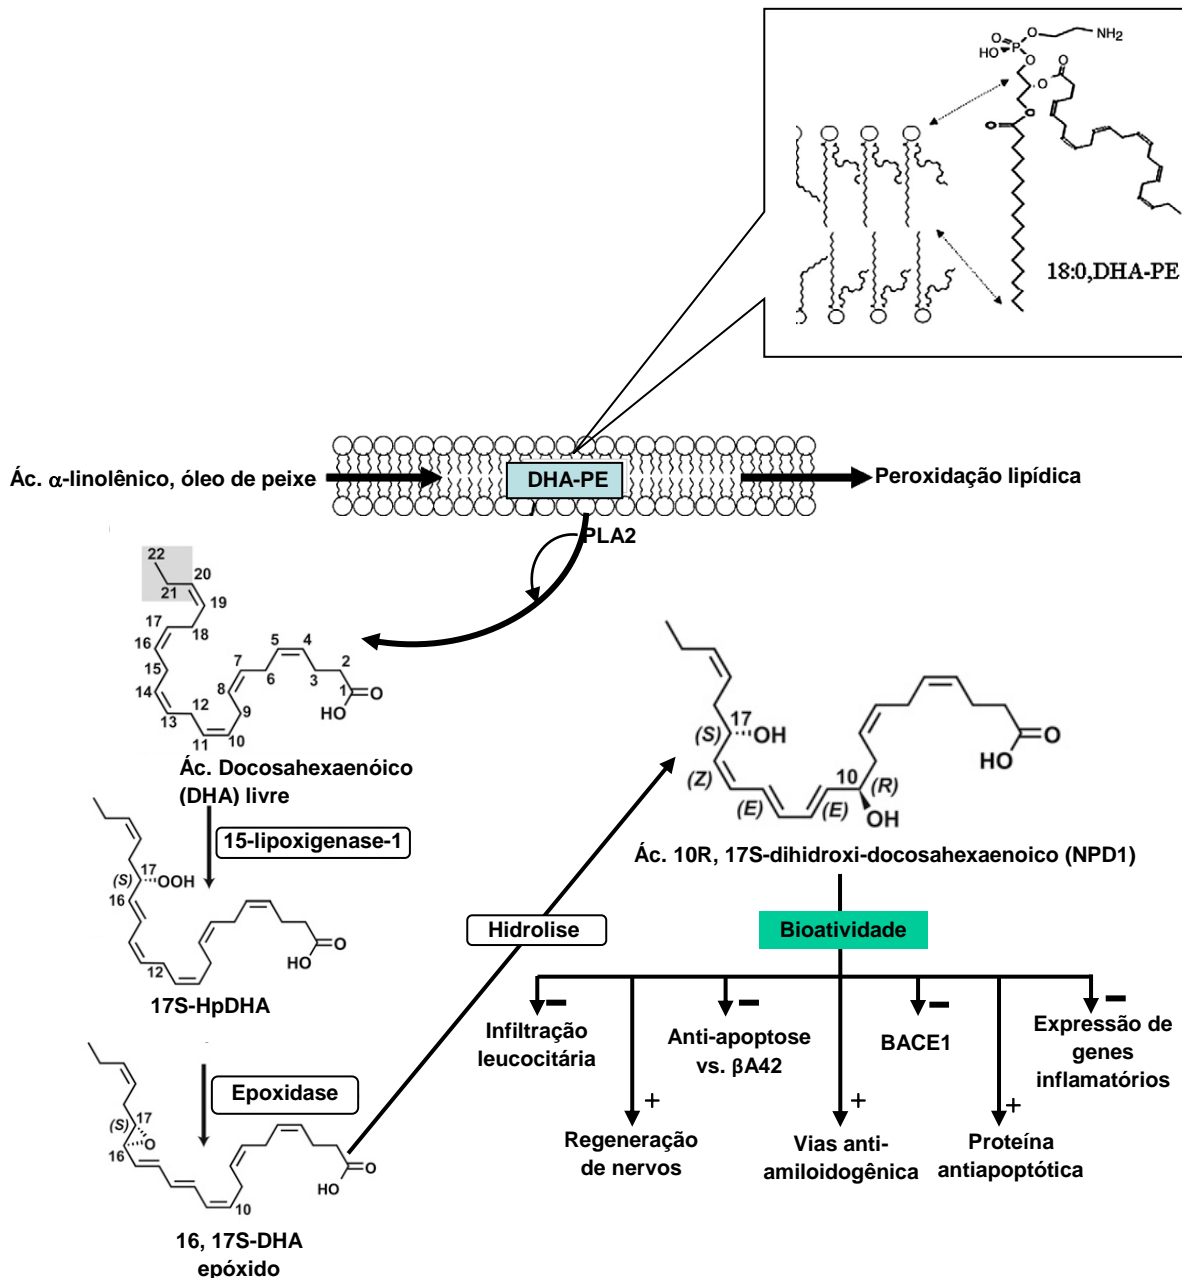 O
O
P
HO
O
NH2
O
O
O
O
18:0,DHA-PE
Ác. α-linolênico, óleo de peixe
DHA-PE
Peroxidação lipídica
PLA2
22
21
20
19
18
17
16
15
14
13
12
11
10
9
8
7
6
5
4
3
2
1
O
HO
Ác. Docosahexaenóico
(DHA) livre
15-lipoxigenase-1
(S)
17
OOH
16
12
O
HO
17S-HpDHA
Epoxidase
(S)
17
O
16
10
O
HO
16, 17S-DHA
epóxido
Hidrolise
(S)
17
OH
(Z)
(E)
(E)
10
(R)
OH
O
HO
Ác. 10R, 17S-dihidroxi-docosahexaenoico (NPD1)
Bioatividade
Infiltração
leucocitária
Anti-apoptose
vs. βA42
BACE1
Expressão de
genes
inflamatórios
+
Regeneração
de nervos
+
Vias anti-
amiloidogênica
+
Proteína
antiapoptótica